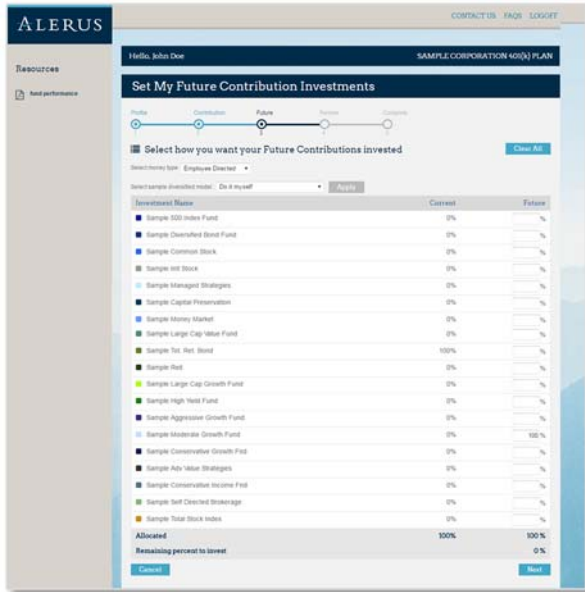 ALERUS
CONTACT US FAQS LOGOFF
Resources
fund performance
Hello, John Doe SAMPLE CORPORATION 401(k) PLAN
Set My Future Contribution Investments
Profile Contribution Future Review Complete
1 2 3 4 5
Select how you want your Future Contributions invested Clear All
Select money type Employee Directed
Select sample diversified model Do it myself Apply
Investment Name Current Future
Sample 500 Index Fund 0% %
Sample Diversified Bond Fund 0% %
Sample Common Stock 0% %
Sample Intl Stock 0% %
Sample Managed Strategies 0% %
Sample Capital Preservation 0% %
Sample Money Market 0% %
Sample Large Cap Value Fund 0% %
Sample Tot. Ret. Bond 100% %
Sample Reit 0% %
Sample Large Cap Growth Fund 0% %
Sample High Yield Fund 0% %
Sample Aggressive Growth Fund 0% %
Sample Moderate Growth Fund 0% 100 %
Sample Conservative Growth Fnd 0% %
Sample Adv Value Strategies 0% %
Sample Conservative Income Fnd 0% %
Sample Self Directed Brokerage 0% %
Sample Total Stock Index 0% %
Allocated 100% 100 %
Remaining percent to invest 0 %
Cancel Next